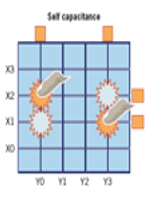 Self capacitance
X3
X2
X1
X0
Y0 Y1 Y2 Y3